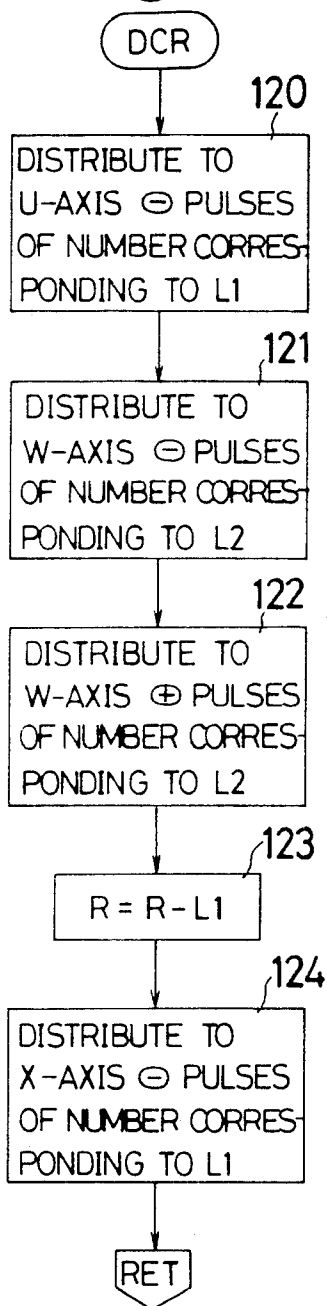 DCR
120
DISTRIBUTE TO
U-AXIS ⊖ PULSES
OF NUMBER CORRES-
PONDING TO L1
121
DISTRIBUTE TO
W-AXIS ⊖ PULSES
OF NUMBER CORRES-
PONDING TO L2
122
DISTRIBUTE TO
W-AXIS ⊕ PULSES
OF NUMBER CORRES-
PONDING TO L2
123
R = R - L1
124
DISTRIBUTE TO
X-AXIS ⊖ PULSES
OF NUMBER CORRES-
PONDING TO L1
RET